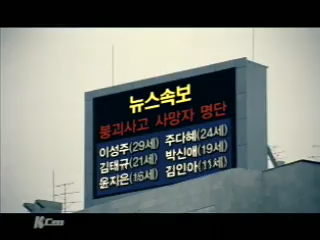 뉴스속보
붕괴사고 사망자 명단
이성주(29세) 주다혜(24세)
김태규(21세) 박신애(19세)
윤지은(16세) 김인아(11세)